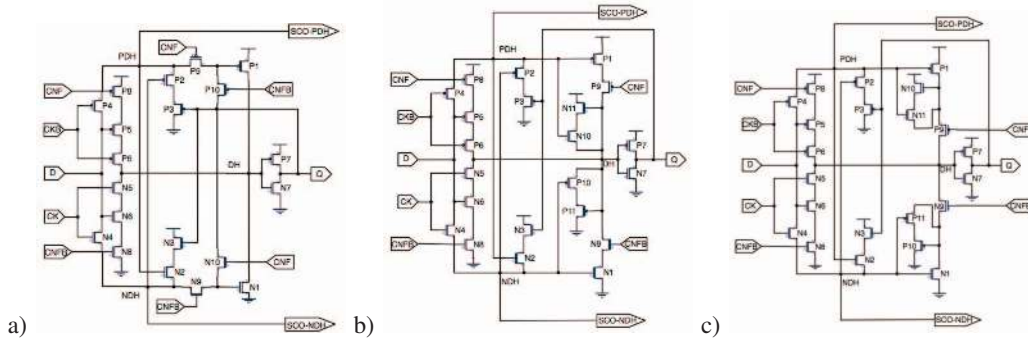 a)
SCO-PDH
CNF
PDH
P9
P1
P2
P10
CNFB
CNF
P8
P4
P3
CKB
P5
P6
DH
P7
D
Q
N5
N7
CK
N6
N4
N3
CNFB
N8
N10
CNF
N2
N9
N1
NDH
CNFB
SCO-NDH
b)
SCO-PDH
PDH
P1
CNF
P8
P2
P9
CNF
P4
P3
N11
CKB
P5
N10
P6
P7
D
DH
Q
N5
P10
N7
CK
N6
P11
N4
N3
N9
CNFB
CNFB
N8
N2
N1
NDH
SCO-NDH
c)
SCO-PDH
PDH
P1
CNF
P8
P2
N10
P4
P3
N11
CNF
CKB
P5
P9
P6
P7
D
DH
Q
N5
N7
CK
N6
P11
N9
CNFB
N4
N3
P10
CNFB
N8
N2
N1
NDH
SCO-NDH